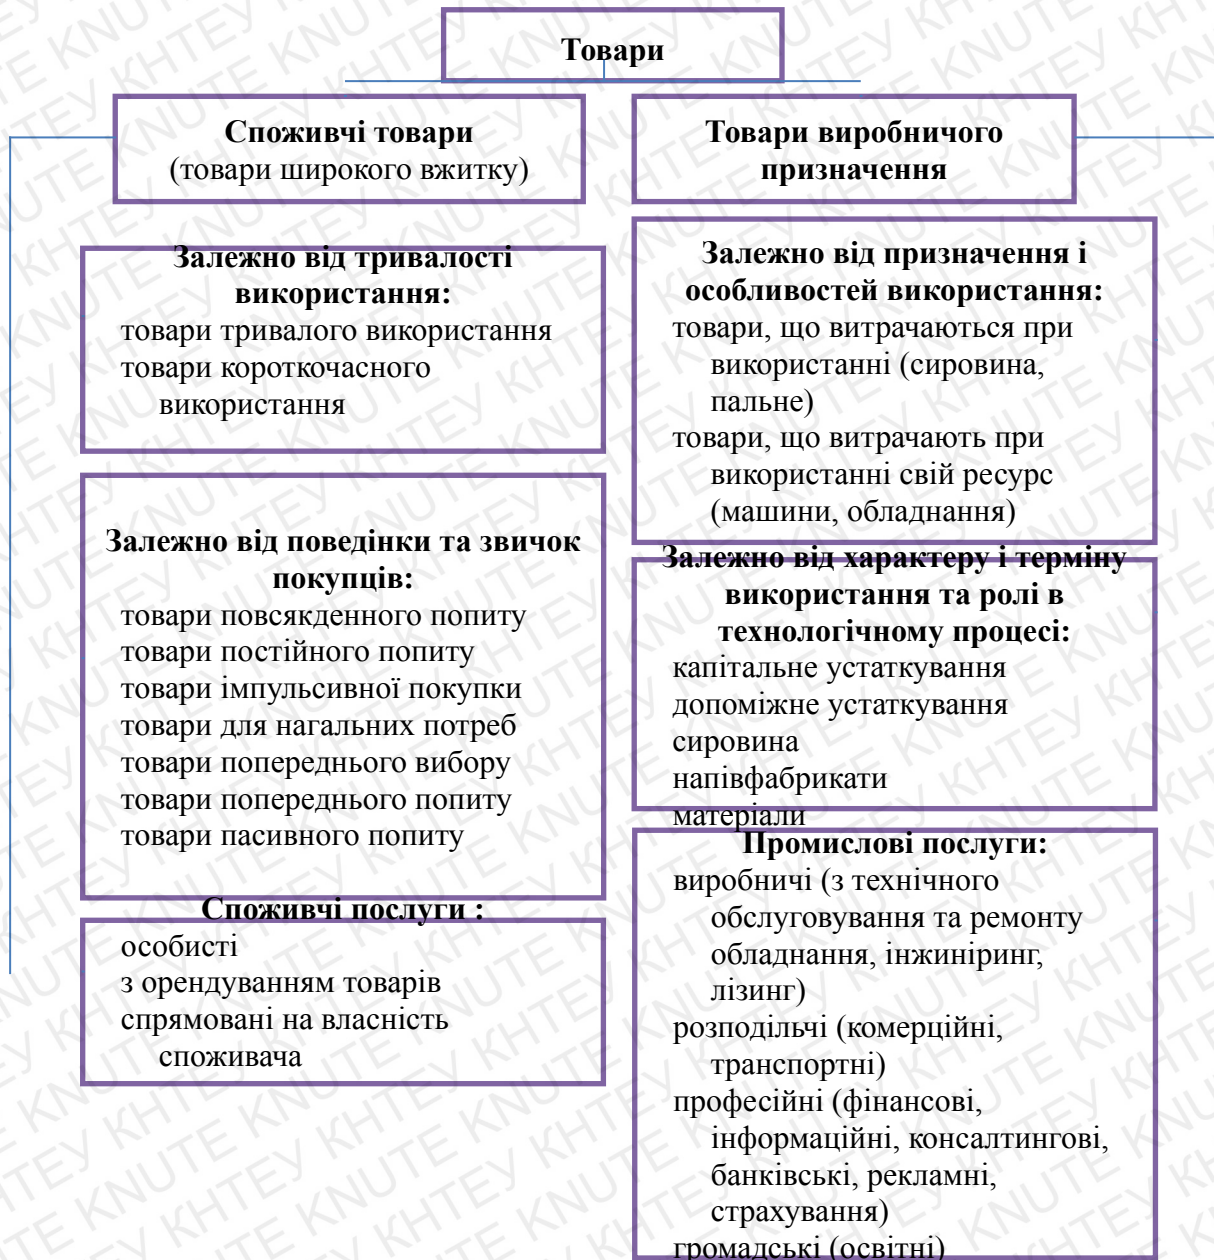 Товари
Споживчі товари
(товари широкого вжитку)
Залежно від тривалості
використання:
товари тривалого використання
товари короткочасного
використання
Залежно від поведінки та звичок
покупців:
товари повсякденного попиту
товари постійного попиту
товари імпульсивної покупки
товари для нагальних потреб
товари попереднього вибору
товари попереднього попиту
товари пасивного попиту
Споживчі послуги :
особисті
з орендуванням товарів
спрямовані на власність
споживача
Товари виробничого
призначення
Залежно від призначення і
особливостей використання:
товари, що витрачаються при
використанні (сировина,
пальне)
товари, що витрачають при
використанні свій ресурс
(машини, обладнання)
Залежно від характеру і терміну
використання та ролі в
технологічному процесі:
капітальне устаткування
допоміжне устаткування
сировина
напівфабрикати
матеріали
Промислові послуги:
виробничі (з технічного
обслуговування та ремонту
обладнання, інжиніринг,
лізинг)
розподільчі (комерційні,
транспортні)
професійні (фінансові,
інформаційні, консалтингові,
банківські, рекламні,
страхування)
громадські (освітні)